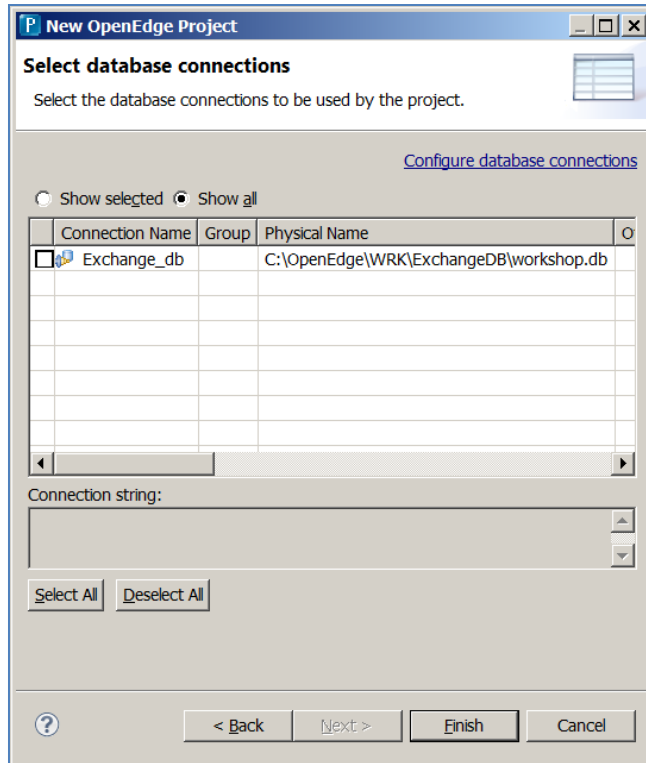 New OpenEdge Project
Select database connections
Select the database connections to be used by the project.
Configure database connections
Show selected Show all
Connection Name Group Physical Name O
Exchange_db C:\OpenEdge\WRK\ExchangeDB\workshop.db
Connection string:
Select All Deselect All
? < Back Next > Finish Cancel